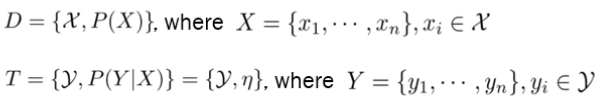 D = {𝒳, P(X)}, where X = {x₁, ⋯ , xₙ}, xᵢ ∈ 𝒳
T = {𝒴, P(Y|X)} = {𝒴, η}, where Y = {y₁, ⋯ , yₙ}, yᵢ ∈ 𝒴